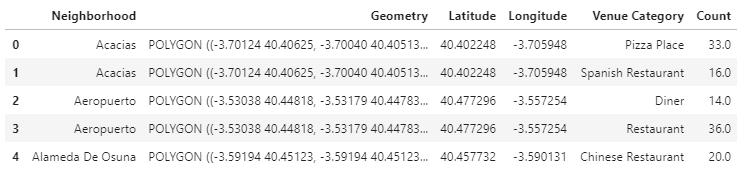 Neighborhood Geometry Latitude Longitude Venue Category Count
0 Acacias POLYGON ((-3.70124 40.40625, -3.70040 40.40513... 40.402248 -3.705948 Pizza Place 33.0
1 Acacias POLYGON ((-3.70124 40.40625, -3.70040 40.40513... 40.402248 -3.705948 Spanish Restaurant 16.0
2 Aeropuerto POLYGON ((-3.53038 40.44818, -3.53179 40.44783... 40.477296 -3.557254 Diner 14.0
3 Aeropuerto POLYGON ((-3.53038 40.44818, -3.53179 40.44783... 40.477296 -3.557254 Restaurant 36.0
4 Alameda De Osuna POLYGON ((-3.59194 40.45123, -3.59194 40.45123... 40.457732 -3.590131 Chinese Restaurant 20.0